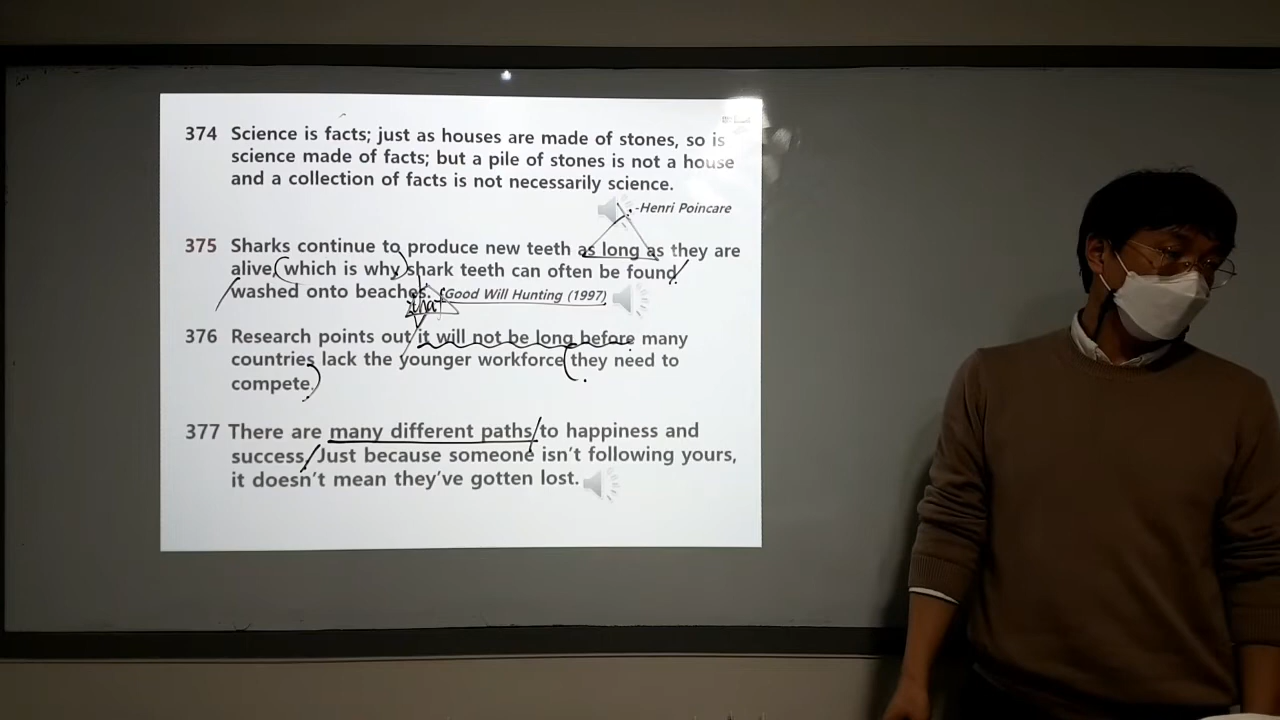 374 Science is facts; just as houses are made of stones, so is
science made of facts; but a pile of stones is not a house
and a collection of facts is not necessarily science.
-Henri Poincare
375 Sharks continue to produce new teeth as long as they are
alive, which is why shark teeth can often be found
washed onto beaches. Good Will Hunting (1997)
that
376 Research points out it will not be long before many
countries lack the younger workforce they need to
compete.
377 There are many different paths to happiness and
success. Just because someone isn't following yours,
it doesn't mean they've gotten lost.